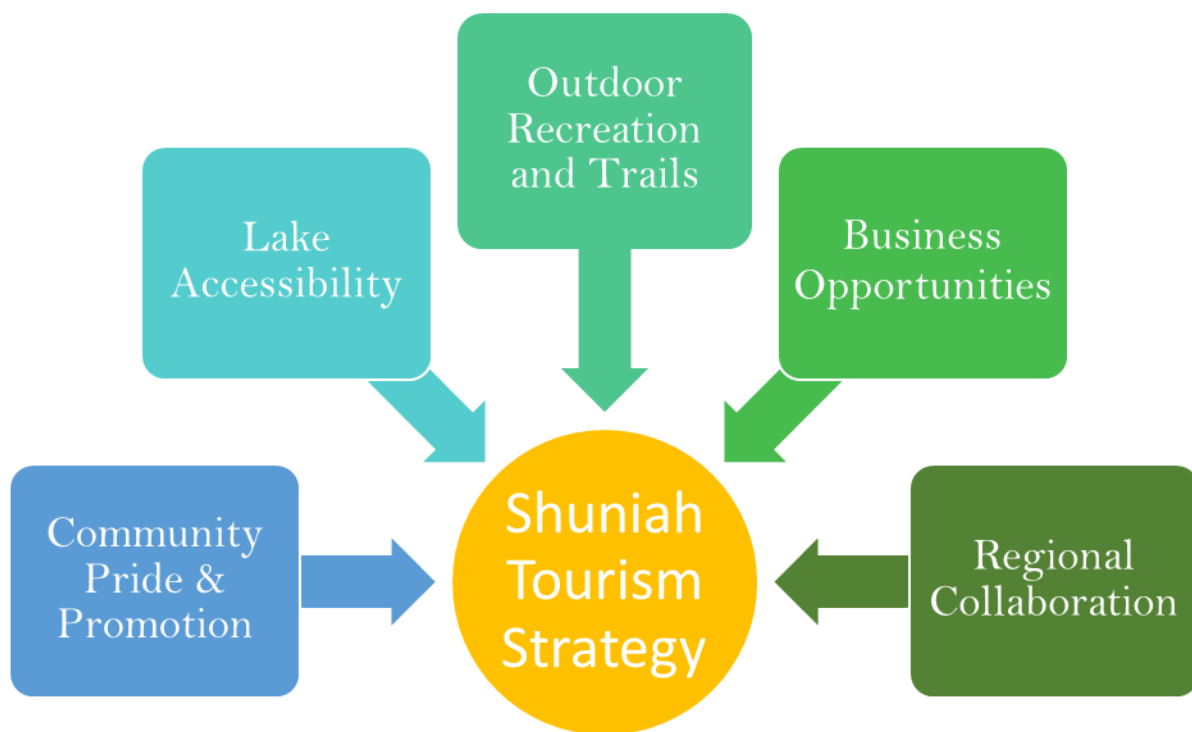 Outdoor
Recreation
and Trails
Lake
Accessibility
Business
Opportunities
Community
Pride &
Promotion
Shuniah
Tourism
Strategy
Regional
Collaboration